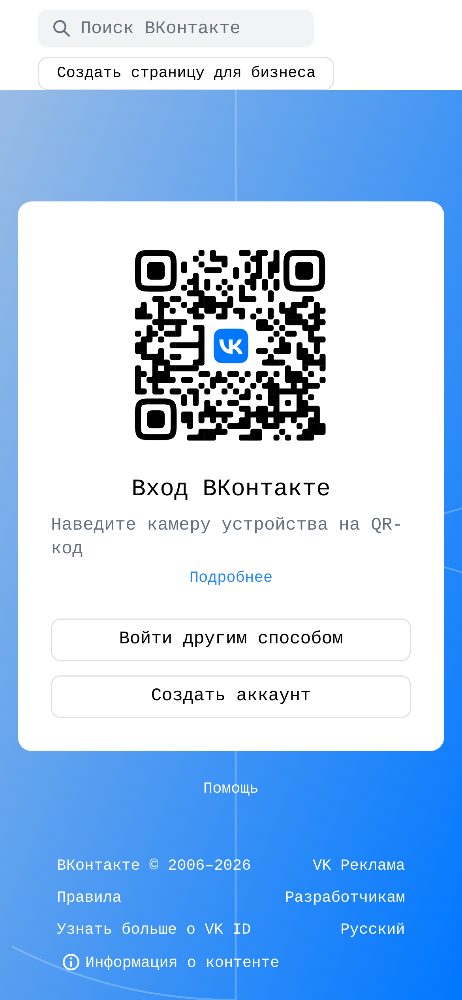 Поиск ВКонтакте
Создать страницу для бизнеса
Вход ВКонтакте
Наведите камеру устройства на QR-
код
Подробнее
Войти другим способом
Создать аккаунт
Помощь
ВКонтакте © 2006–2026
VK Реклама
Правила
Разработчикам
Узнать больше о VK ID
Русский
Информация о контенте